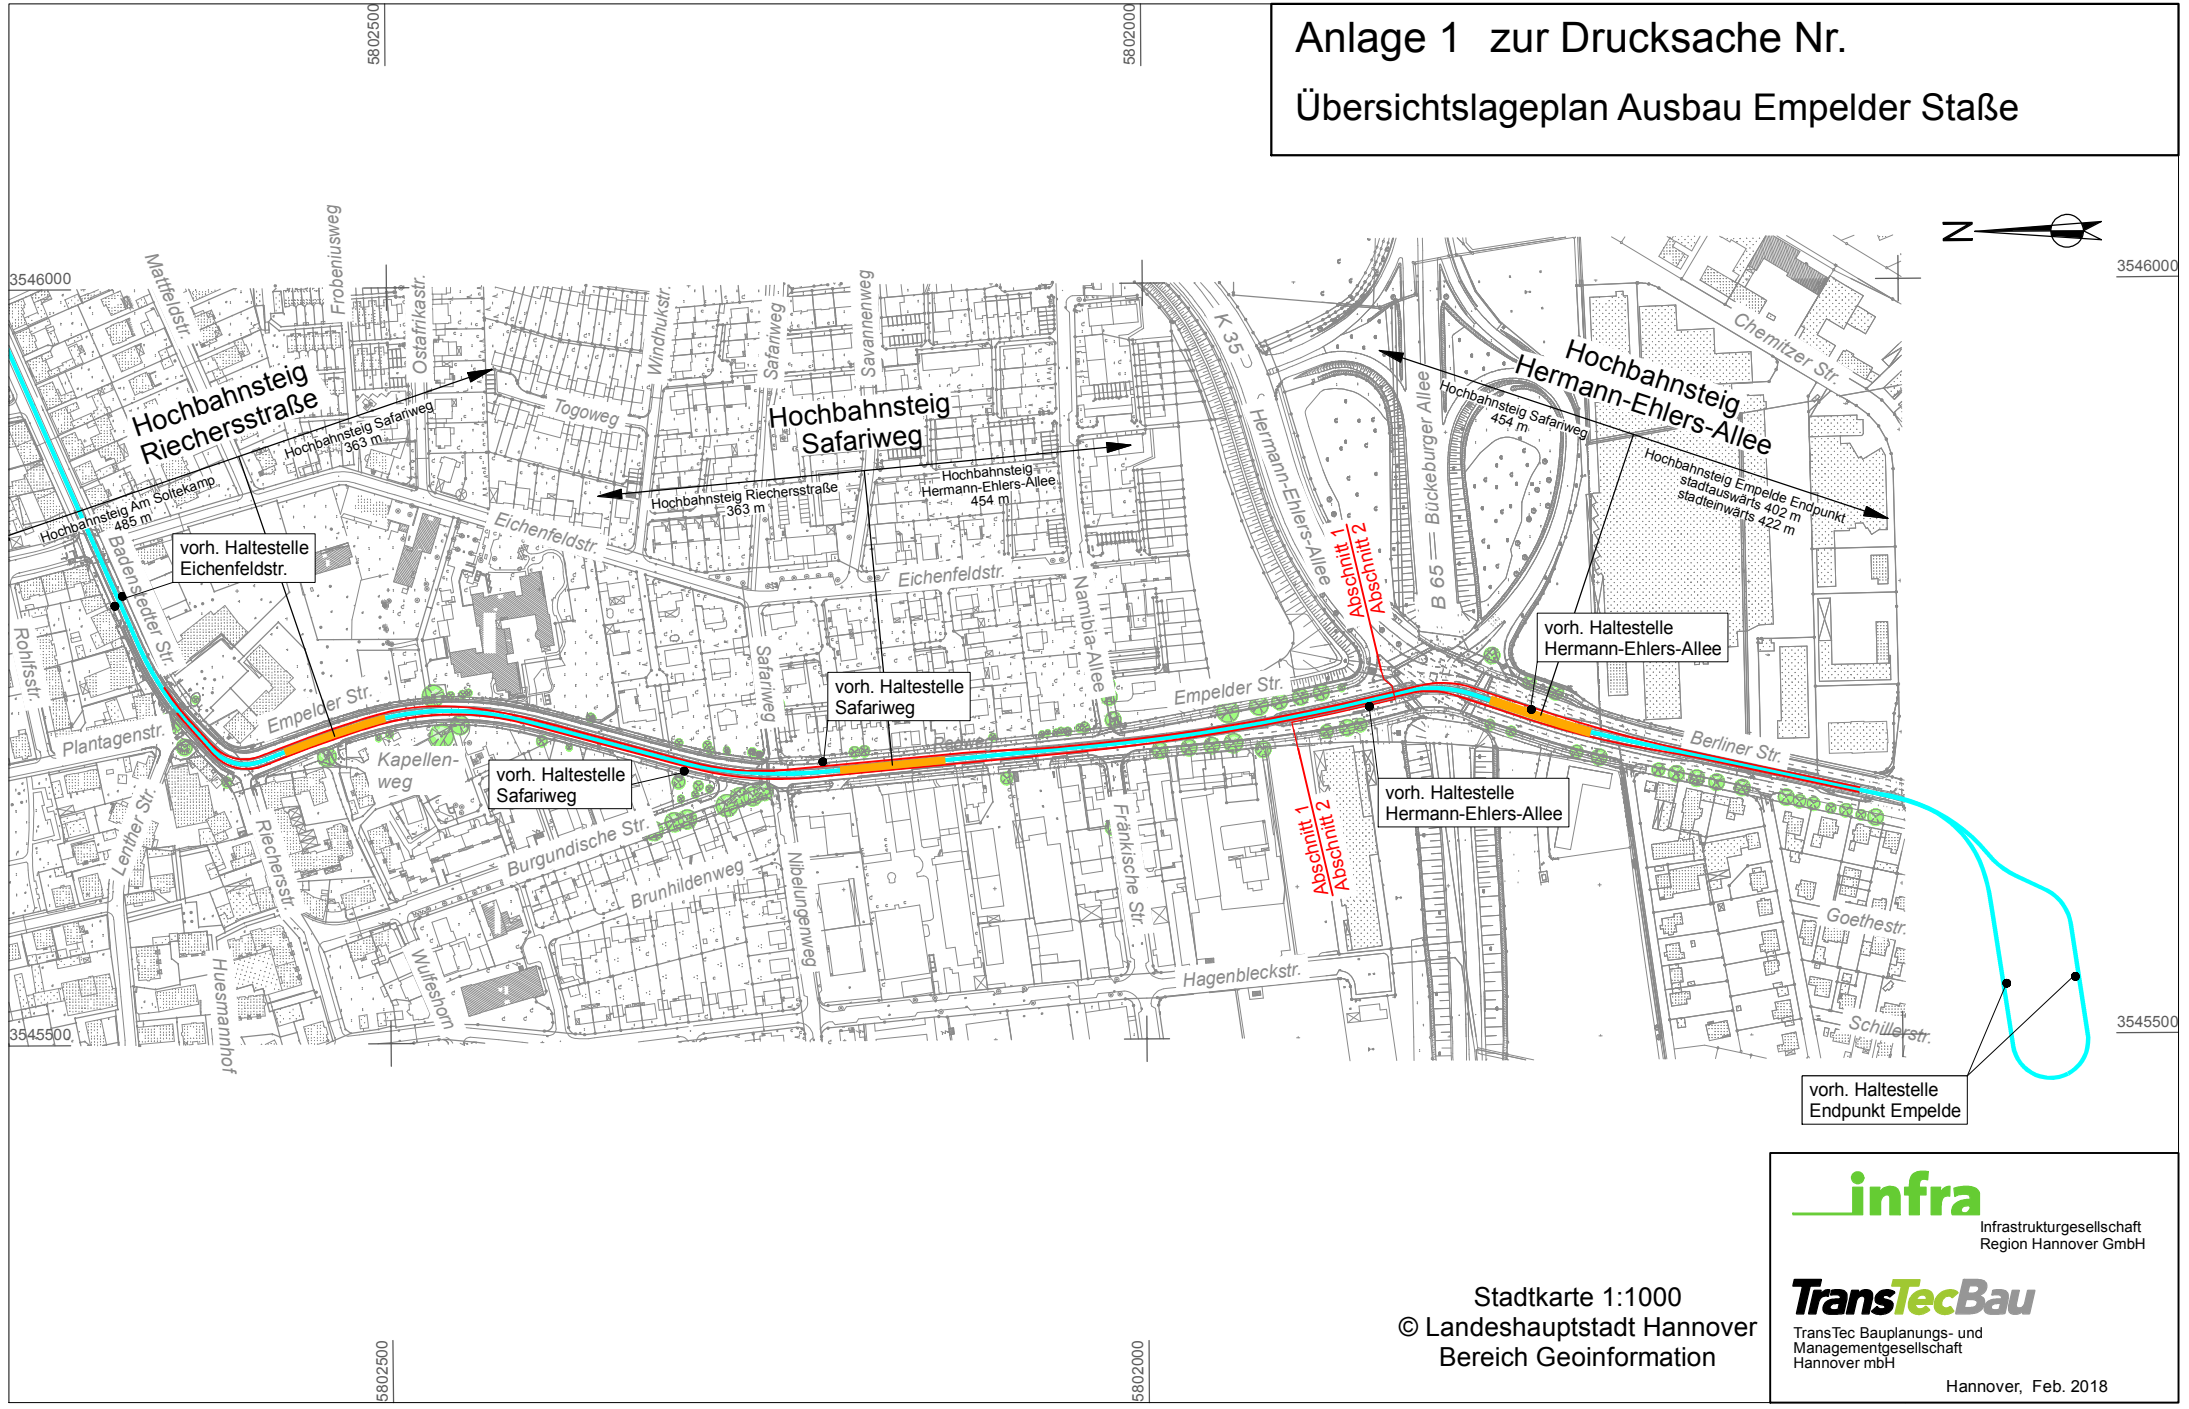 5802500
5802000
Anlage 1 zur Drucksache Nr.
Übersichtslageplan Ausbau Empelder Staße
N
3546000
3546000
Mattfeldstr.
Frobeniusweg
Ostafrikastr.
Windhukstr.
Safariweg
Savannenweg
K 35
Chemitzer Str.
Hochbahnsteig
Riechersstraße
Hochbahnsteig Safariweg
363 m
Hochbahnsteig Am Soltekamp
485 m
Togoweg
Hochbahnsteig
Safariweg
Hochbahnsteig Riechersstraße
363 m
Hochbahnsteig
Hermann-Ehlers-Allee
454 m
Hochbahnsteig
Hermann-Ehlers-Allee
Hochbahnsteig Safariweg
454 m
Hochbahnsteig Empelde Endpunkt
stadtauswärts 402 m
stadteinwärts 422 m
Hermann-Ehlers-Allee
B 65
Bückeburger Allee
Eichenfeldstr.
Eichenfeldstr.
Namibia-Allee
Abschnitt 1
Abschnitt 2
vorh. Haltestelle
Eichenfeldstr.
Badenstedter Str.
Rohlfsstr.
Plantagenstr.
Empelder Str.
Kapellen-
weg
Safariweg
vorh. Haltestelle
Safariweg
vorh. Haltestelle
Safariweg
Empelder Str.
vorh. Haltestelle
Hermann-Ehlers-Allee
vorh. Haltestelle
Hermann-Ehlers-Allee
Berliner Str.
Lenther Str.
Riechersstr.
Burgundische Str.
Brunhildenweg
Nibelungenweg
Fränkische Str.
Abschnitt 1
Abschnitt 2
Huesmannhof
Wulfeshorn
Hagenbleckstr.
Goethestr.
Schillerstr.
3545500
3545500
vorh. Haltestelle
Endpunkt Empelde
infra
Infrastrukturgesellschaft
Region Hannover GmbH
TransTecBau
TransTec Bauplanungs- und
Managementgesellschaft
Hannover mbH
Hannover, Feb. 2018
Stadtkarte 1:1000
© Landeshauptstadt Hannover
Bereich Geoinformation
5802500
5802000